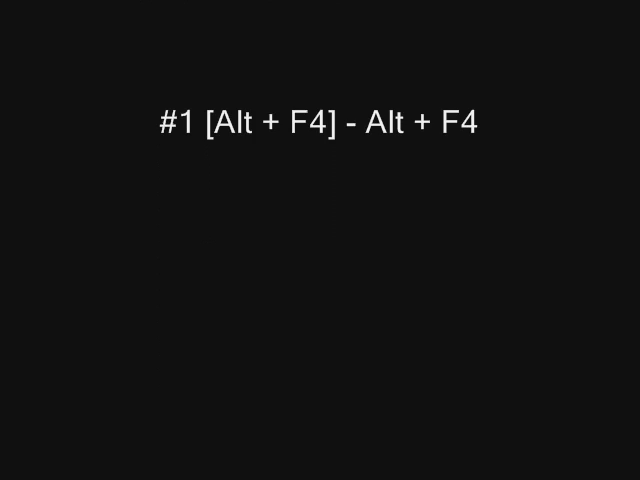 #1 [Alt + F4] - Alt + F4